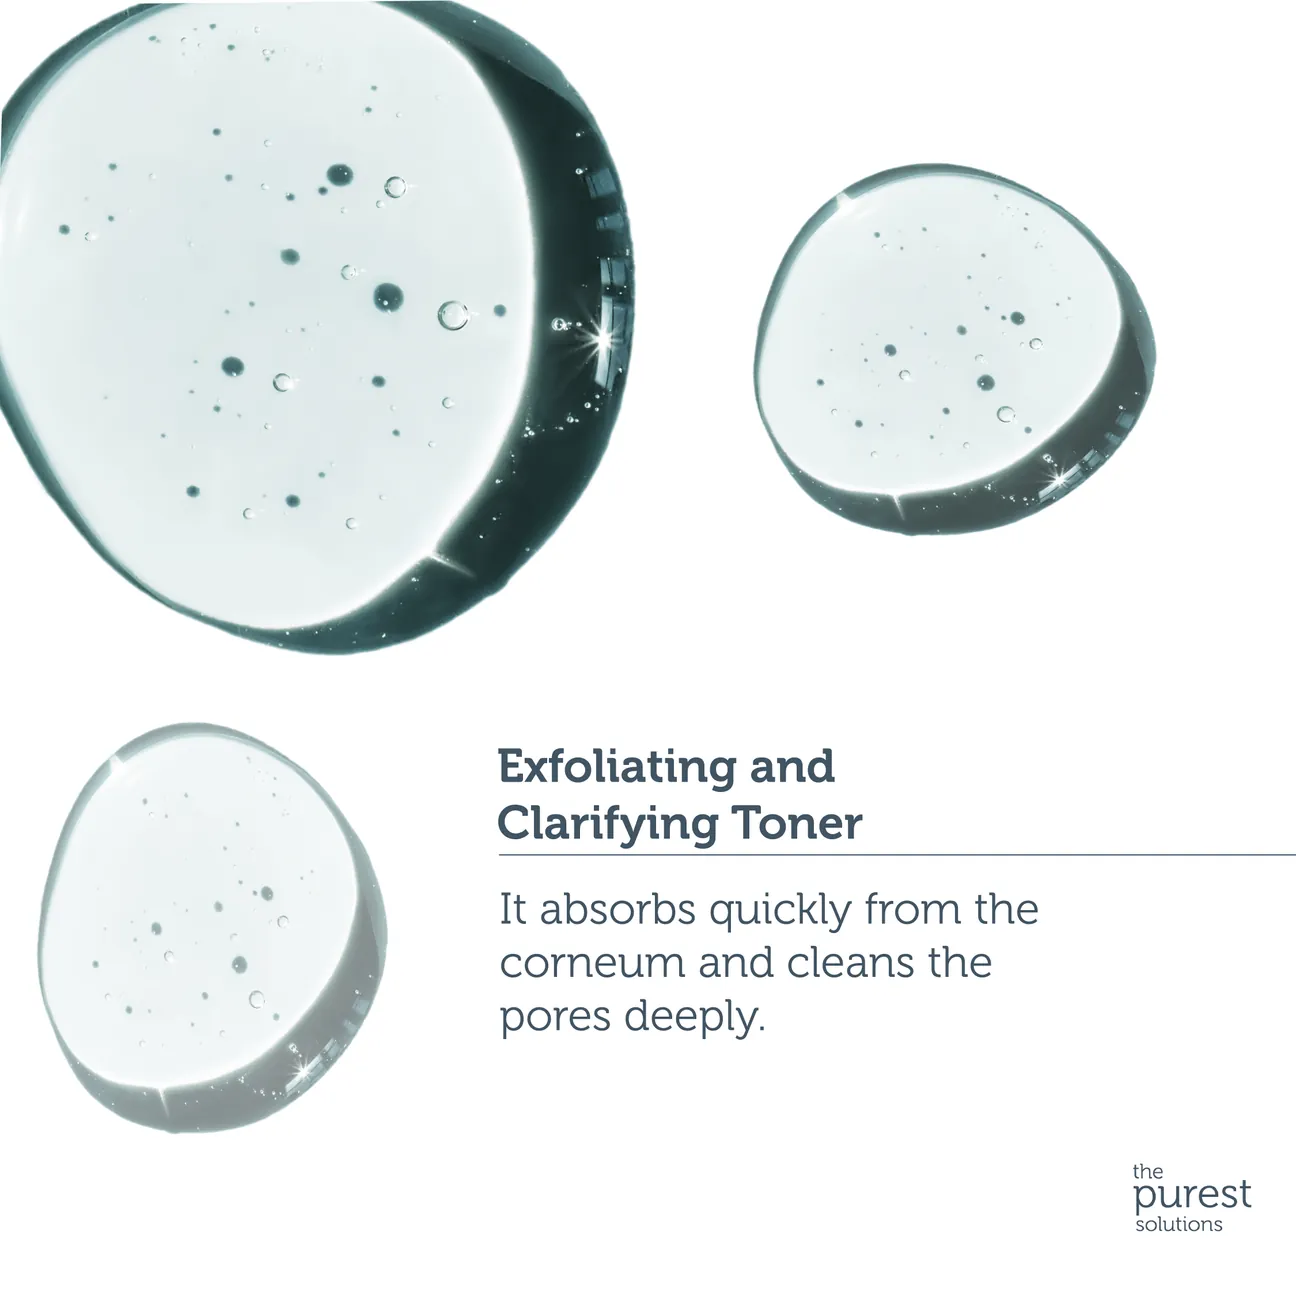 Exfoliating and
Clarifying Toner
It absorbs quickly from the
corneum and cleans the
pores deeply.
the
purest
solutions